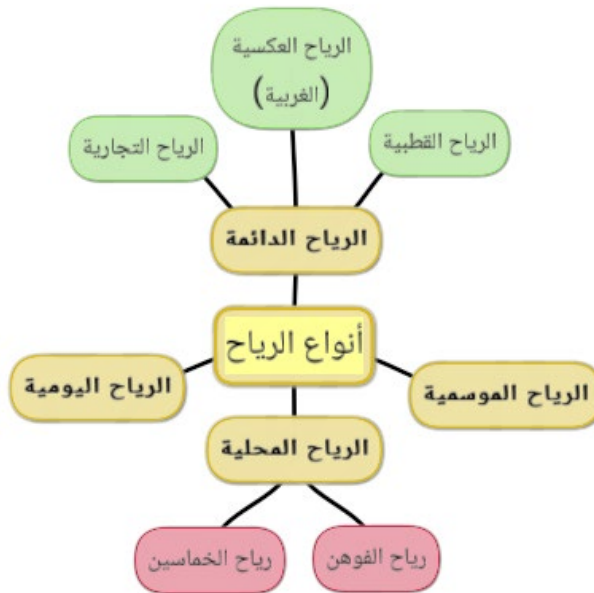 الرياح العكسية
(الغربية)
الرياح القطبية
الرياح التجارية
الرياح الدائمة
أنواع الرياح
الرياح الموسمية
الرياح اليومية
الرياح المحلية
رياح الفوهن
رياح الخماسين